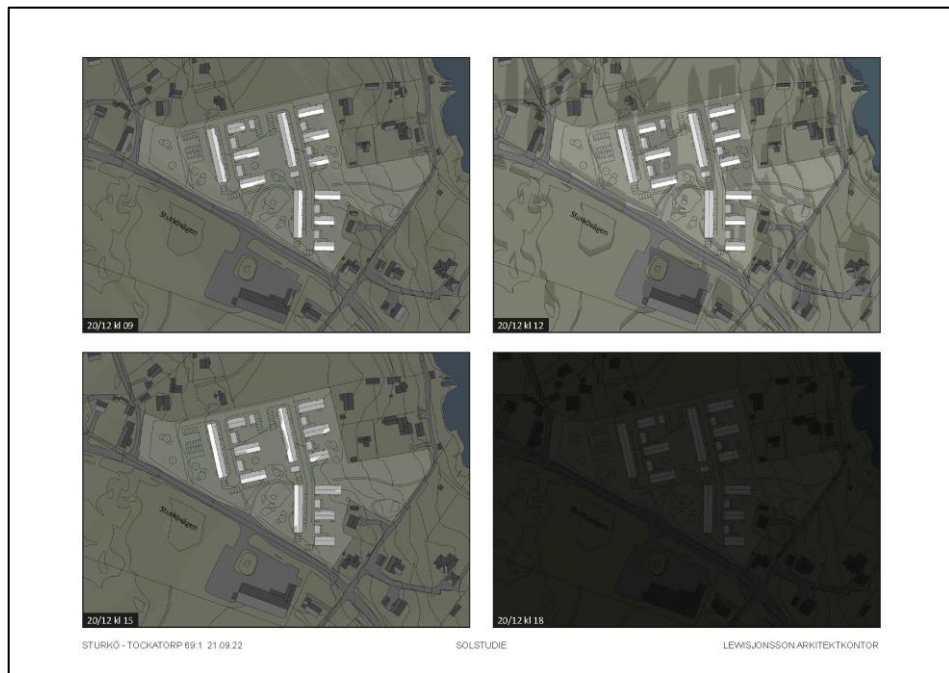 Sturkövägen
20/12 kl 09
Sturkövägen
20/12 kl 12
Sturkövägen
20/12 kl 15
Sturkövägen
20/12 kl 18
STURKÖ - TOCKATORP 69:1 21.09.22
SOLSTUDIE
LEWISJONSSON ARKITEKTKONTOR